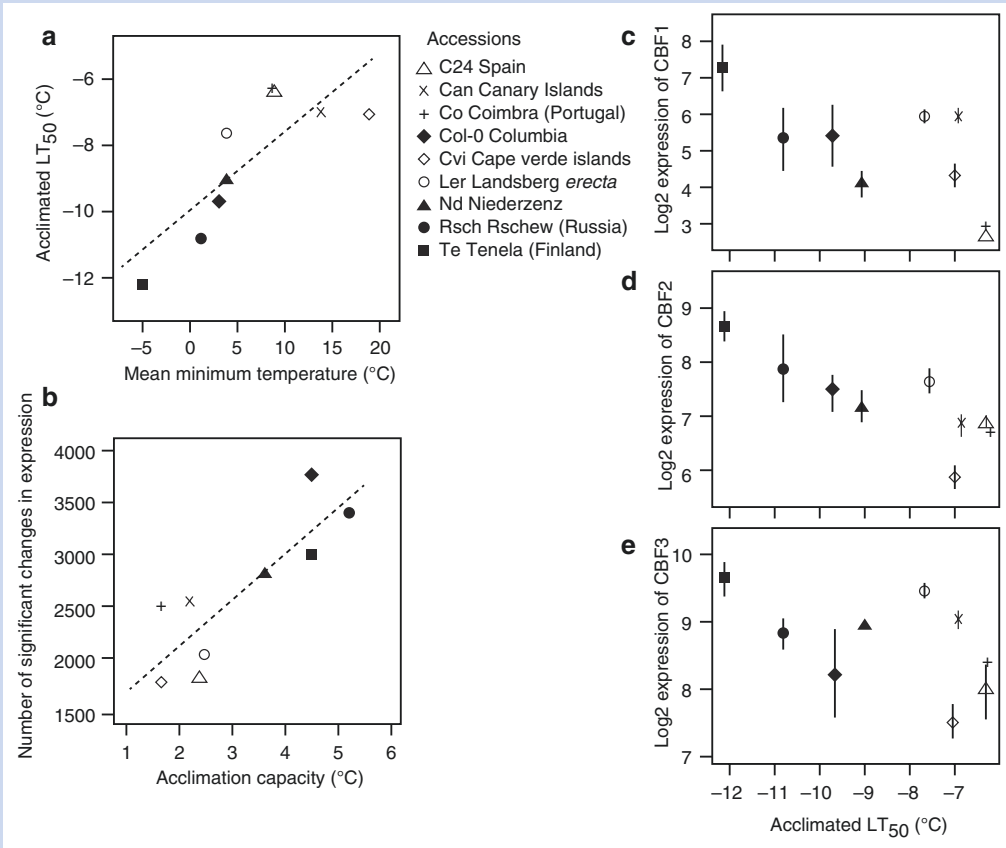 a
Acclimated LT50 (°C)
−6
−8
−10
−12
−5 0 5 10 15 20
Mean minimum temperature (°C)
Accessions
C24 Spain
Can Canary Islands
Co Coimbra (Portugal)
Col-0 Columbia
Cvi Cape verde islands
Ler Landsberg erecta
Nd Niederzenz
Rsch Rschew (Russia)
Te Tenela (Finland)
b
Number of significant changes in expression
4000
3500
3000
2500
2000
1500
1 2 3 4 5 6
Acclimation capacity (°C)
c
Log2 expression of CBF1
8
7
6
5
4
3
d
Log2 expression of CBF2
9
8
7
6
e
Log2 expression of CBF3
10
9
8
7
−12 −11 −10 −9 −8 −7
Acclimated LT50 (°C)